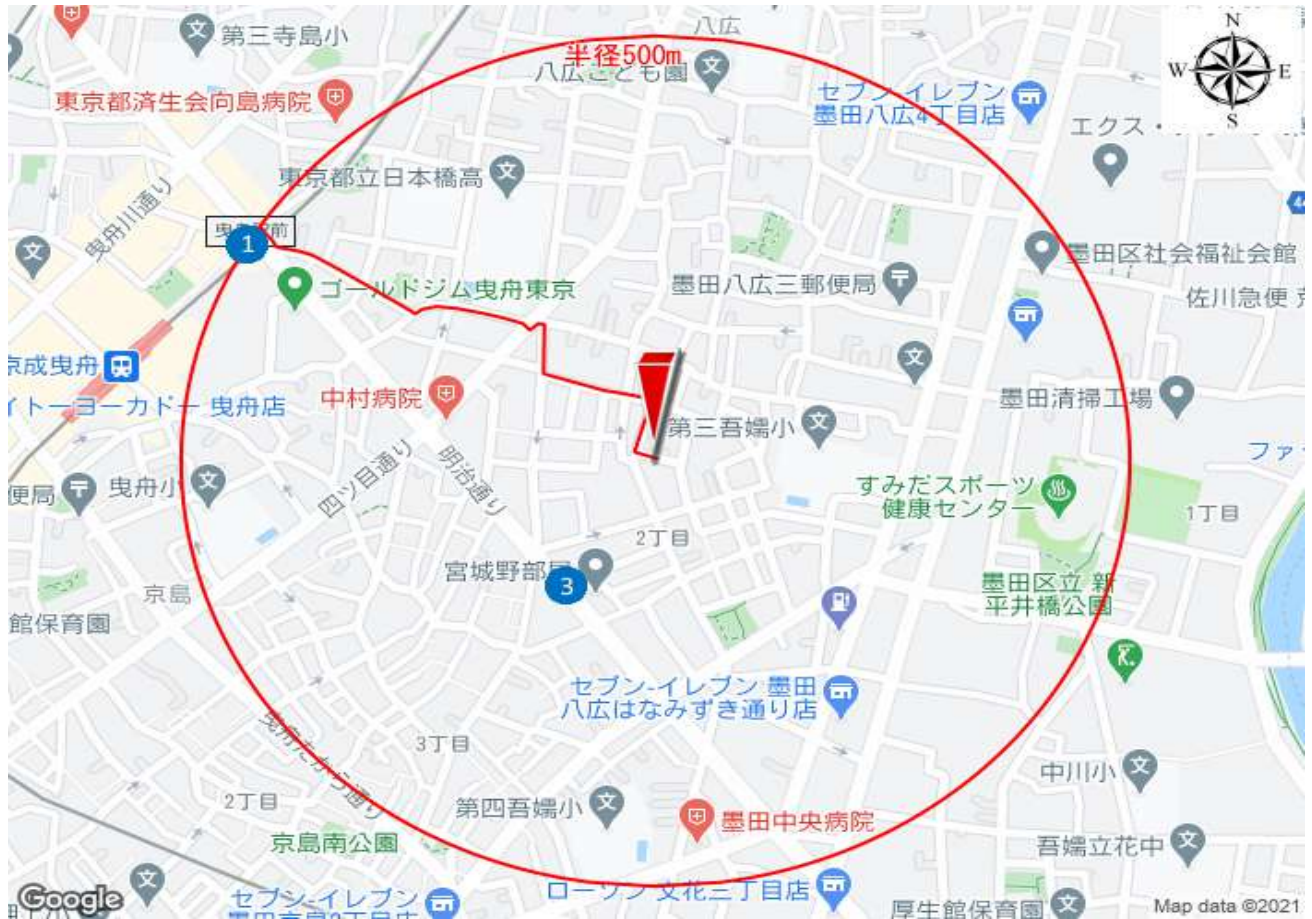 八広
N
W
E
S
第三寺島小
半径500m
八広こども園
東京都済生会向島病院
セブン-イレブン
墨田八広4丁目店
エクス・
東京都立日本橋高
曳舟川通り
44
1
墨田区社会福祉会館
ゴールドジム曳舟東京
墨田八広三郵便局
佐川急便
京成曳舟
イトーヨーカドー 曳舟店
中村病院
墨田清掃工場
第三吾嬬小
四ツ目通り
明治通り
ファ
便局
曳舟小
すみだスポーツ
健康センター
1丁目
2丁目
宮城野部
3
京島
墨田区立 新
平井橋公園
館保育園
セブン-イレブン 墨田
八広はなみずき通り店
曳舟たから通り
3丁目
中川小
2丁目
第四吾嬬小
墨田中央病院
京島南公園
吾嬬立花中
Google
セブン-イレブン
ローソン 文花三丁目店
厚生館保育園
Map data ©2021